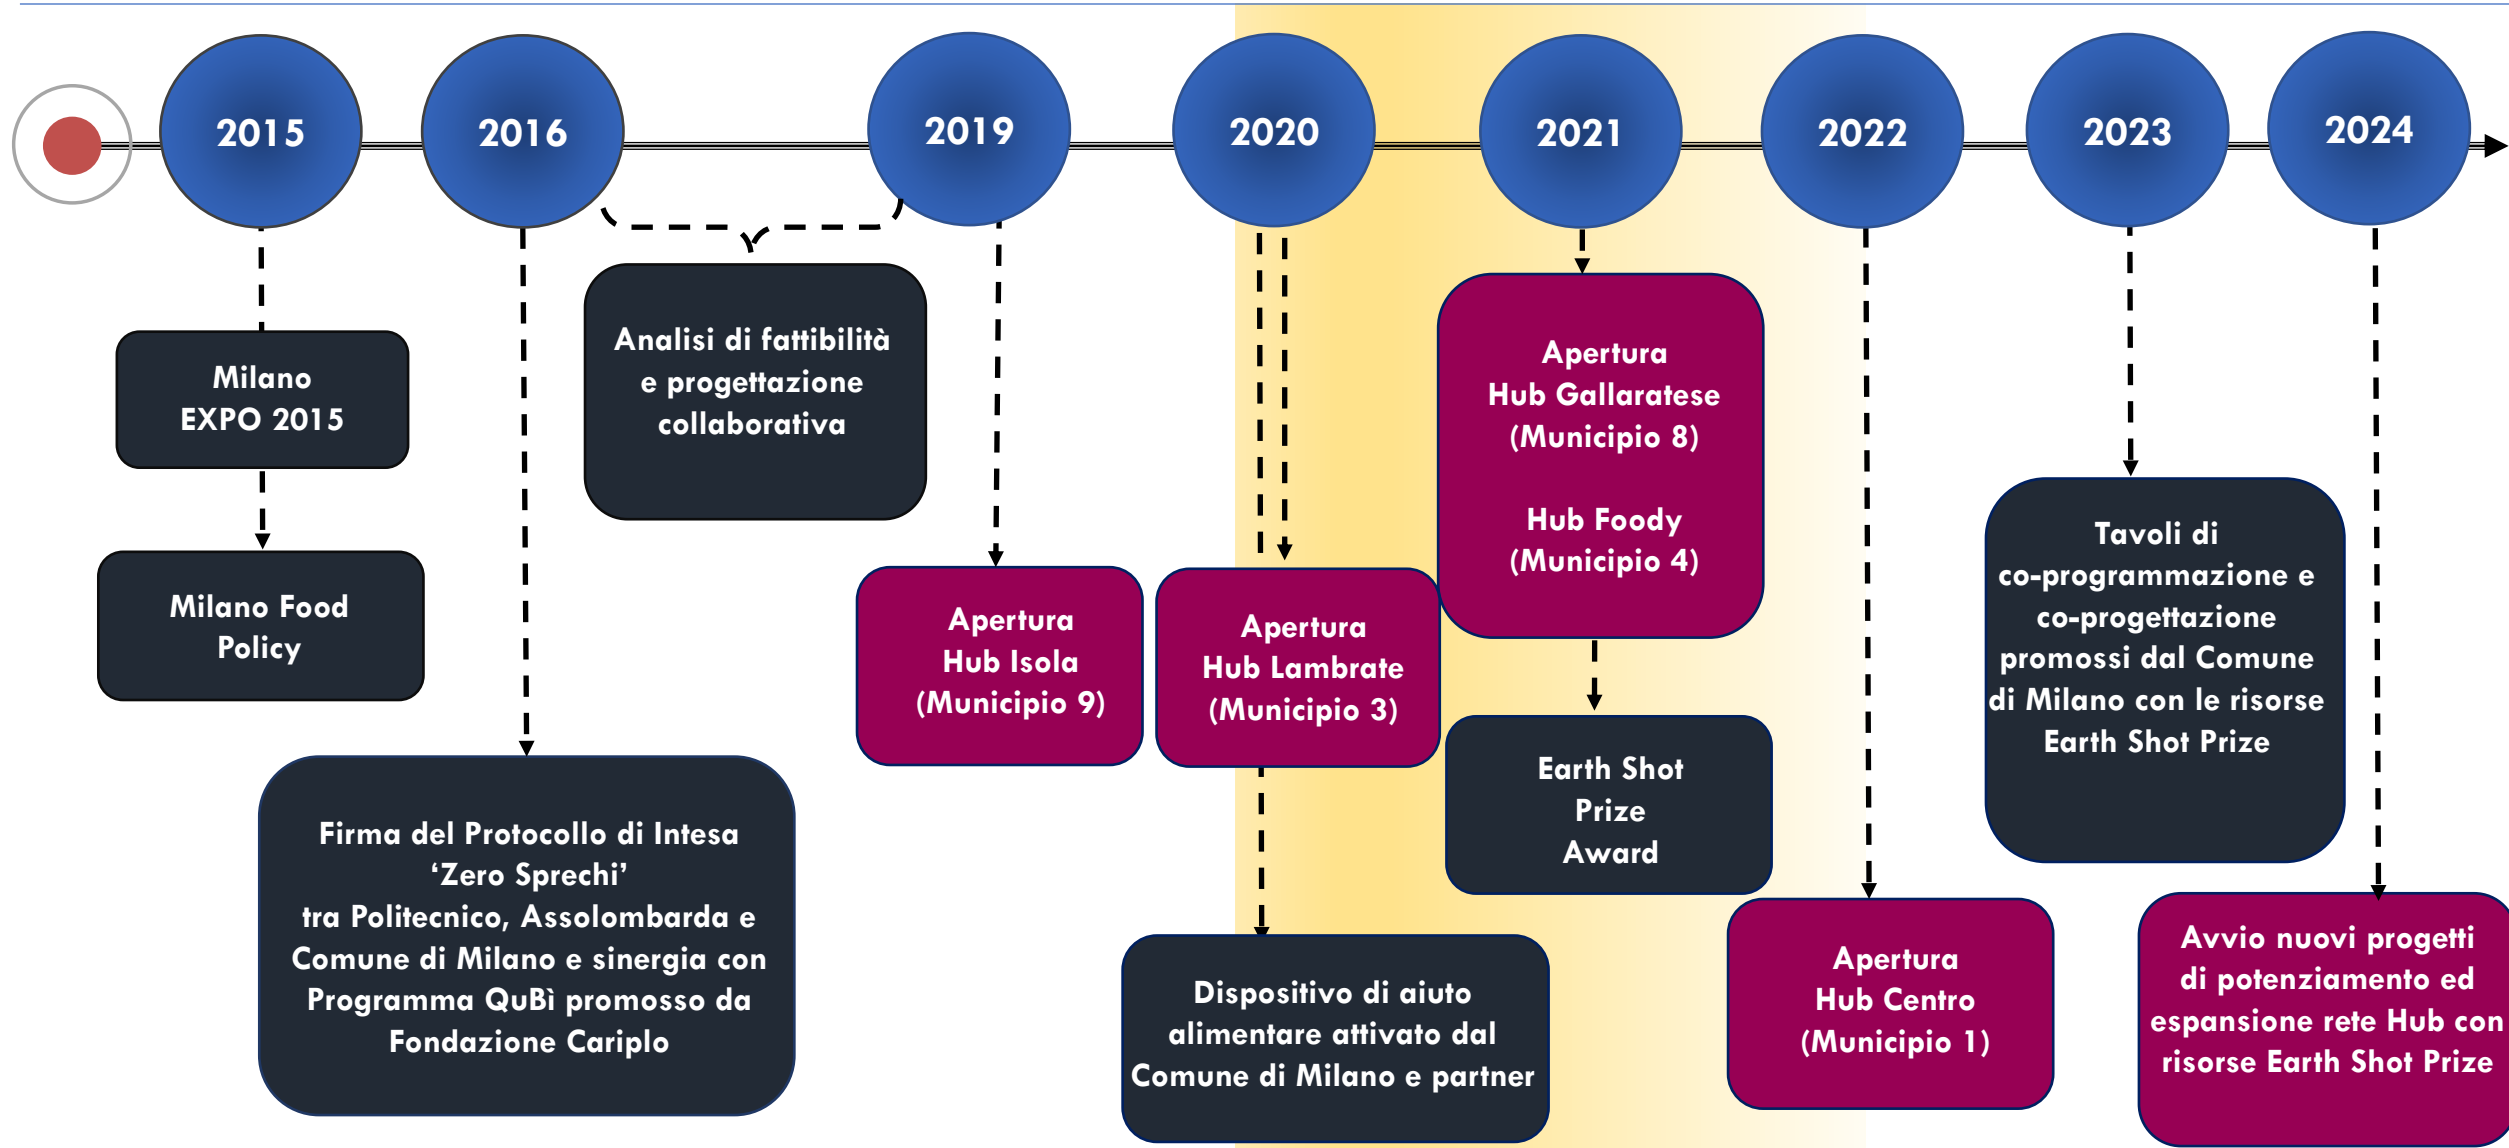 2015
2016
2019
2020
2021
2022
2023
2024
Milano
EXPO 2015
Milano Food
Policy
Firma del Protocollo di Intesa
‘Zero Sprechi’
tra Politecnico, Assolombarda e
Comune di Milano e sinergia con
Programma QuBì promosso da
Fondazione Cariplo
Analisi di fattibilità
e progettazione
collaborativa
Apertura
Hub Isola
(Municipio 9)
Apertura
Hub Lambrate
(Municipio 3)
Dispositivo di aiuto
alimentare attivato dal
Comune di Milano e partner
Apertura
Hub Gallaratese
(Municipio 8)
Hub Foody
(Municipio 4)
Earth Shot
Prize
Award
Apertura
Hub Centro
(Municipio 1)
Tavoli di
co-programmazione e
co-progettazione
promossi dal Comune
di Milano con le risorse
Earth Shot Prize
Avvio nuovi progetti
di potenziamento ed
espansione rete Hub con
risorse Earth Shot Prize